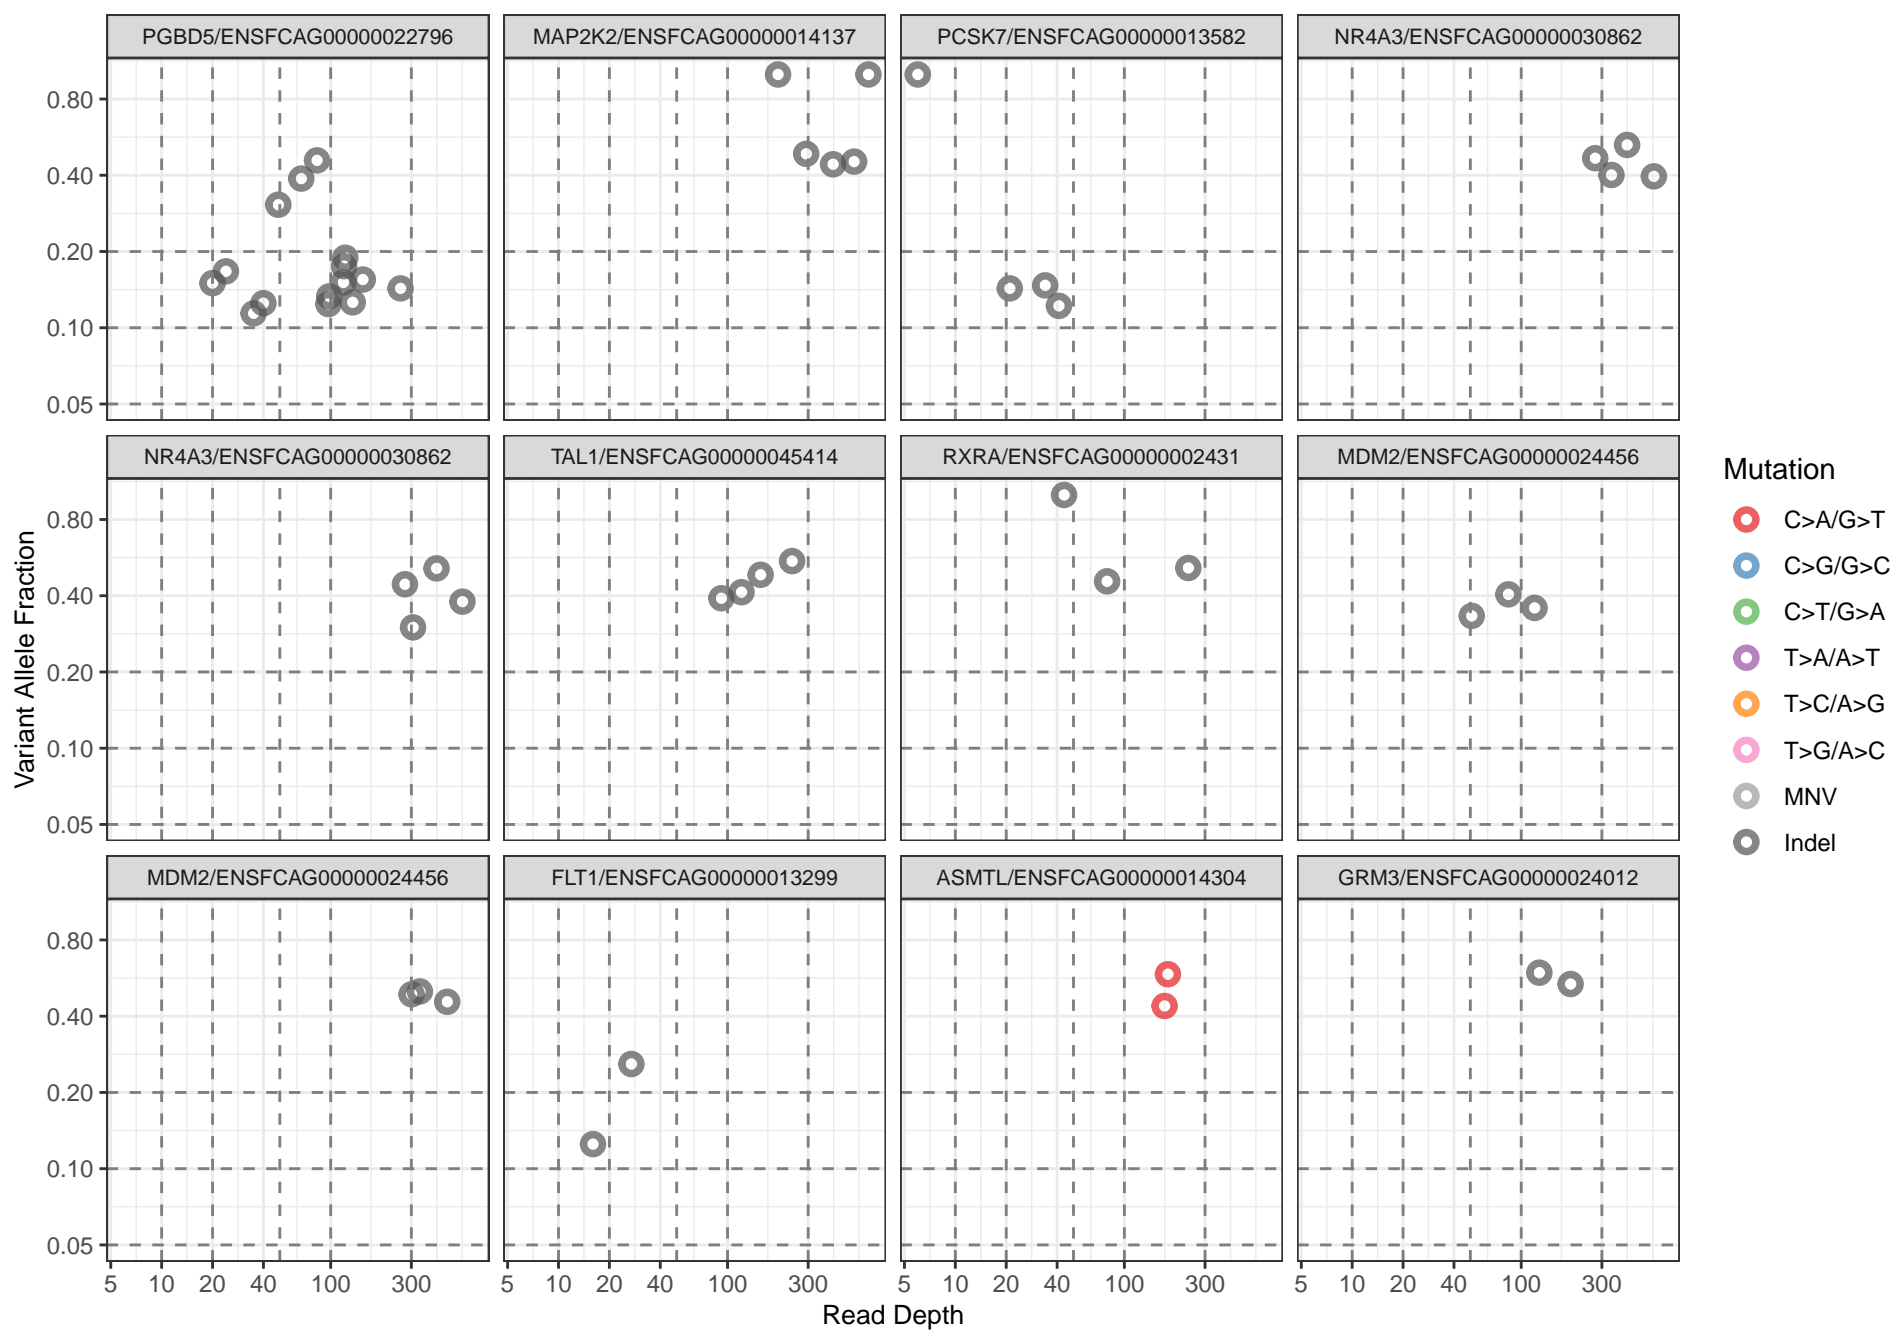 PGBD5/ENSFCAG00000022796 MAP2K2/ENSFCAG00000014137 PCSK7/ENSFCAG00000013582 NR4A3/ENSFCAG00000030862
0.80
0.40
0.20
0.10
0.05
NR4A3/ENSFCAG00000030862 TAL1/ENSFCAG00000045414 RXRA/ENSFCAG00000002431 MDM2/ENSFCAG00000024456
0.80
0.40
0.20
0.10
0.05
MDM2/ENSFCAG00000024456 FLT1/ENSFCAG00000013299 ASMTL/ENSFCAG00000014304 GRM3/ENSFCAG00000024012
0.80
0.40
0.20
0.10
0.05
5 10 20 40 100 300 5 10 20 40 100 300 5 10 20 40 100 300 5 10 20 40 100 300
Read Depth
Variant Allele Fraction
Mutation
C>A/G>T
C>G/G>C
C>T/G>A
T>A/A>T
T>C/A>G
T>G/A>C
MNV
Indel